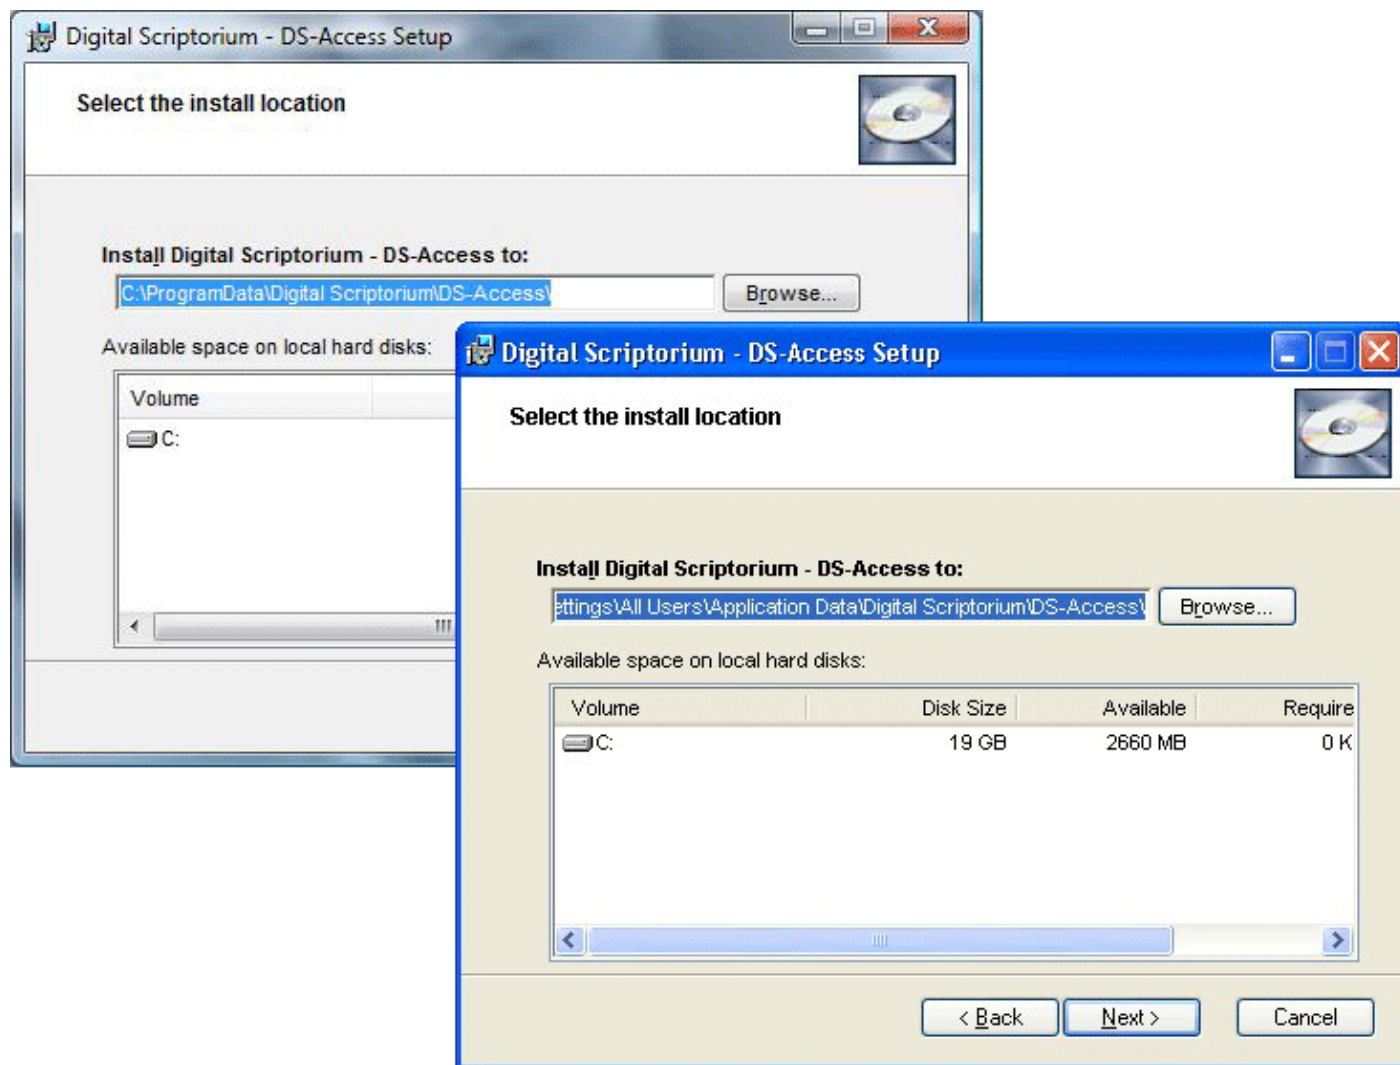 Digital Scriptorium - DS-Access Setup
Select the install location
Install Digital Scriptorium - DS-Access to:
C:\ProgramData\Digital Scriptorium\DS-Access\
Browse...
Available space on local hard disks:
Volume
C:
Digital Scriptorium - DS-Access Setup
Select the install location
Install Digital Scriptorium - DS-Access to:
ettings\All Users\Application Data\Digital Scriptorium\DS-Access\
Browse...
Available space on local hard disks:
Volume Disk Size Available Require
C: 19 GB 2660 MB 0 K
< Back Next > Cancel